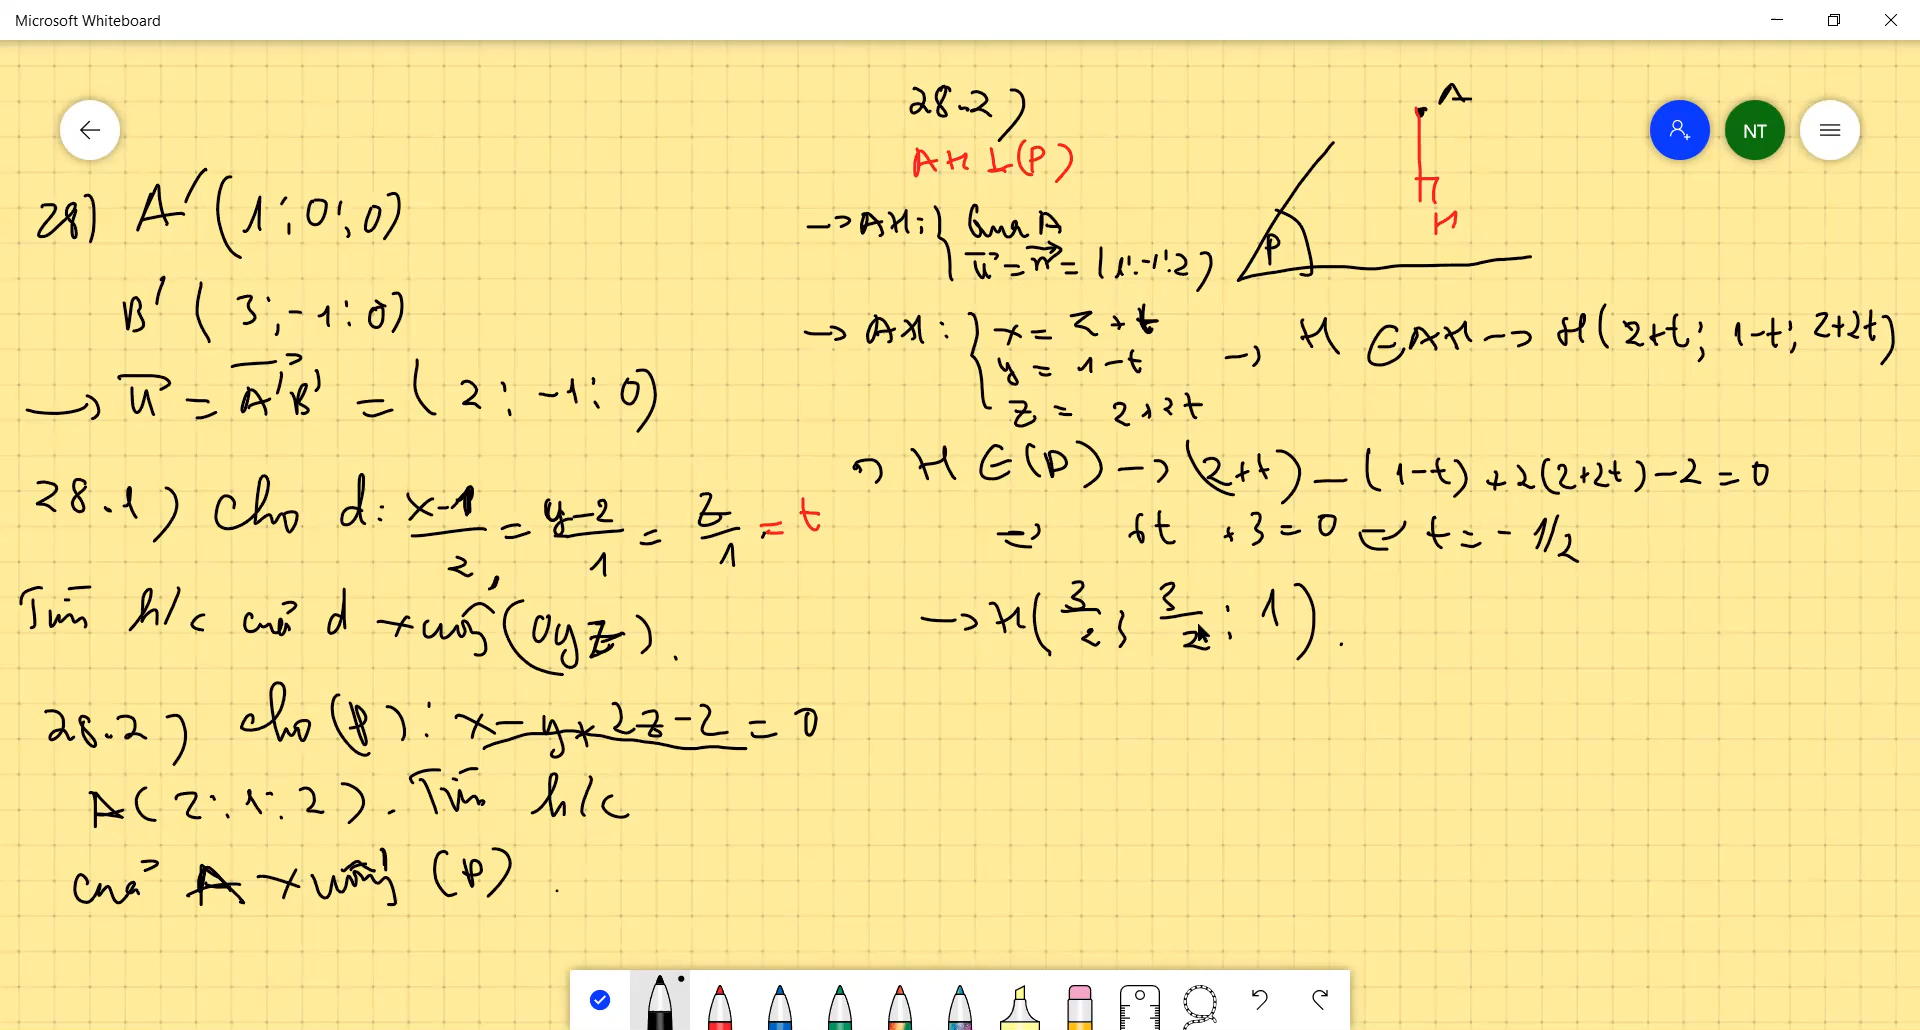 Microsoft Whiteboard
NT
28) A'(1;0;0)
B'(3;-1;0)
→ u = A'B' = (2;-1;0)
28.1) Cho d: x-1/2 = y-2/1 = z/1 = t
Tìm h/c của d xuống (Oyz).
28.2) cho (P): x-y+2z-2=0
A(2;1;2). Tìm h/c
của A xuống (P).
28.2)
AH⊥(P)
A
H
P
→ AH: { Qua A
u = n = (1;-1;2)
→ AH: { x = 2+t
y = 1-t
z = 2+2t
→ H ∈ AH → H(2+t; 1-t; 2+2t)
→ H ∈ (P) → (2+t) - (1-t) + 2(2+2t) - 2 = 0
⇔ 6t + 3 = 0 ⇔ t = -1/2
→ H(3/2; 3/2; 1).